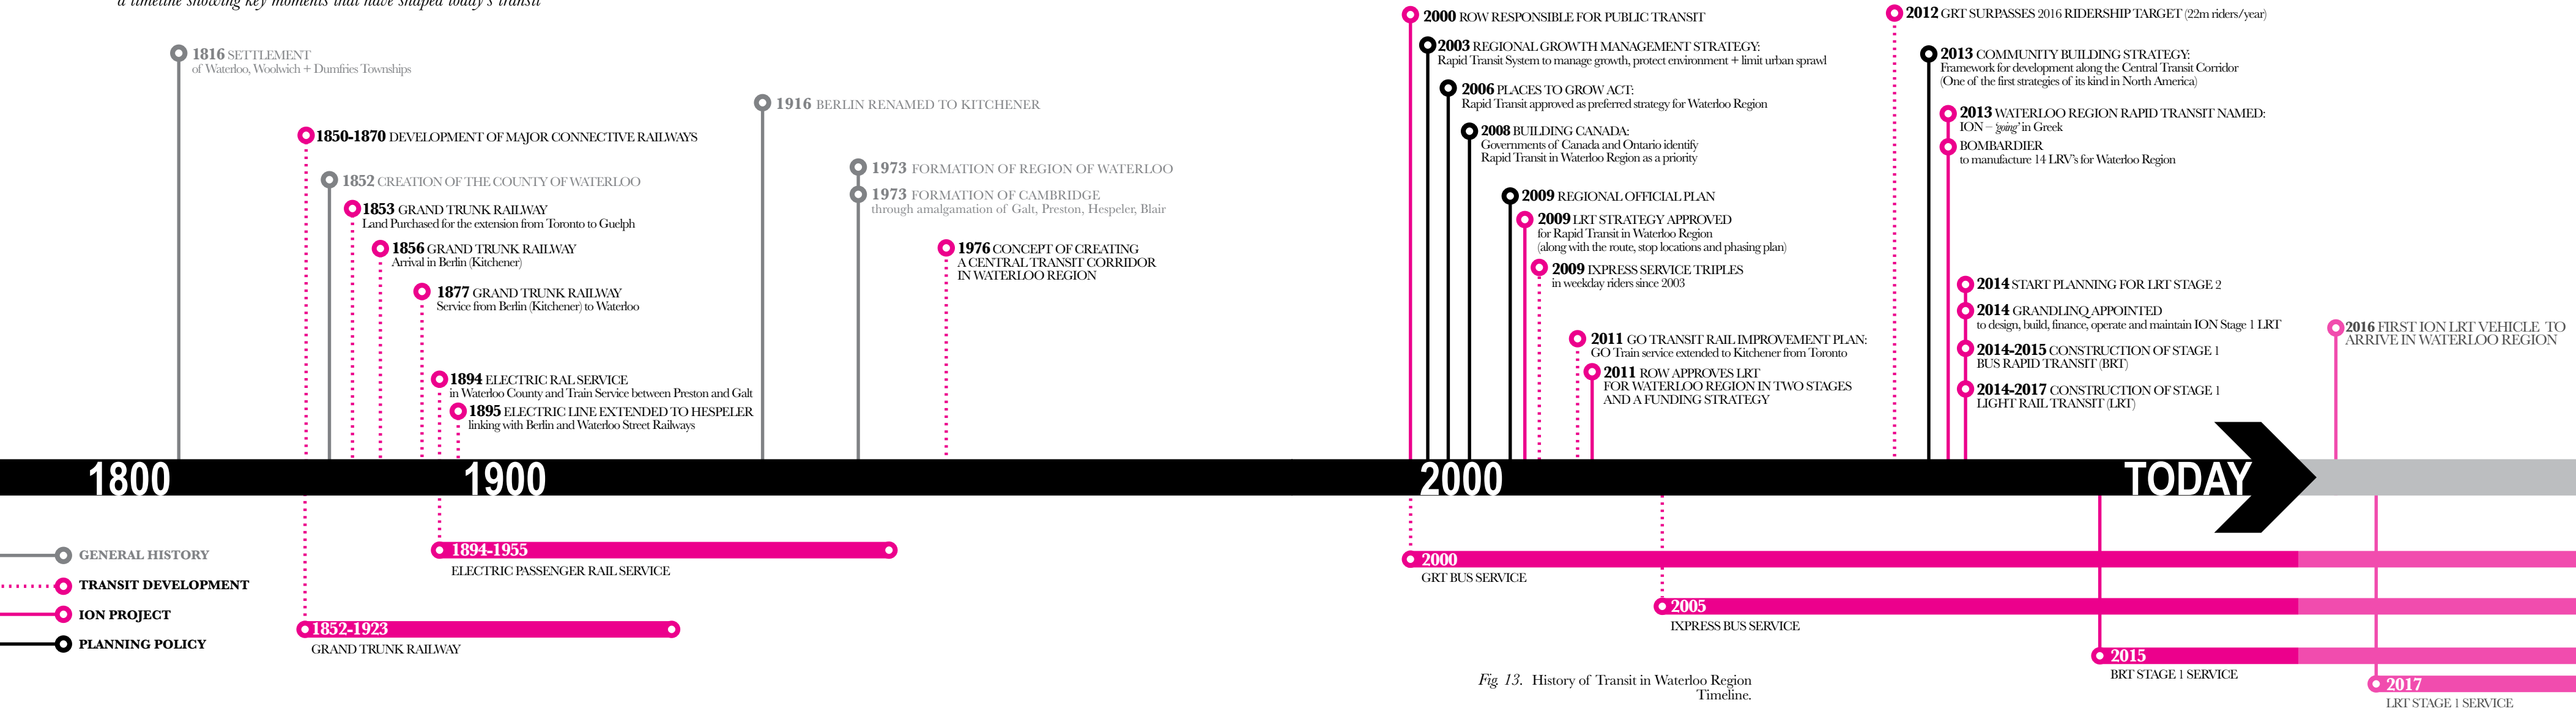 a timeline showing key moments that have shaped today's transit
1816 SETTLEMENT
of Waterloo, Woolwich + Dumfries Townships
1850-1870 DEVELOPMENT OF MAJOR CONNECTIVE RAILWAYS
1852 CREATION OF THE COUNTY OF WATERLOO
1853 GRAND TRUNK RAILWAY
Land Purchased for the extension from Toronto to Guelph
1856 GRAND TRUNK RAILWAY
Arrival in Berlin (Kitchener)
1877 GRAND TRUNK RAILWAY
Service from Berlin (Kitchener) to Waterloo
1894 ELECTRIC RAL SERVICE
in Waterloo County and Train Service between Preston and Galt
1895 ELECTRIC LINE EXTENDED TO HESPELER
linking with Berlin and Waterloo Street Railways
1916 BERLIN RENAMED TO KITCHENER
1973 FORMATION OF REGION OF WATERLOO
1973 FORMATION OF CAMBRIDGE
through amalgamation of Galt, Preston, Hespeler, Blair
1976 CONCEPT OF CREATING
A CENTRAL TRANSIT CORRIDOR
IN WATERLOO REGION
2000 ROW RESPONSIBLE FOR PUBLIC TRANSIT
2003 REGIONAL GROWTH MANAGEMENT STRATEGY:
Rapid Transit System to manage growth, protect environment + limit urban sprawl
2006 PLACES TO GROW ACT:
Rapid Transit approved as preferred strategy for Waterloo Region
2008 BUILDING CANADA:
Governments of Canada and Ontario identify
Rapid Transit in Waterloo Region as a priority
2009 REGIONAL OFFICIAL PLAN
2009 LRT STRATEGY APPROVED
for Rapid Transit in Waterloo Region
(along with the route, stop locations and phasing plan)
2009 IXPRESS SERVICE TRIPLES
in weekday riders since 2003
2011 GO TRANSIT RAIL IMPROVEMENT PLAN:
GO Train service extended to Kitchener from Toronto
2011 ROW APPROVES LRT
FOR WATERLOO REGION IN TWO STAGES
AND A FUNDING STRATEGY
2012 GRT SURPASSES 2016 RIDERSHIP TARGET (22m riders/year)
2013 COMMUNITY BUILDING STRATEGY:
Framework for development along the Central Transit Corridor
(One of the first strategies of its kind in North America)
2013 WATERLOO REGION RAPID TRANSIT NAMED:
ION – 'going' in Greek
BOMBARDIER
to manufacture 14 LRV's for Waterloo Region
2014 START PLANNING FOR LRT STAGE 2
2014 GRANDLINQ APPOINTED
to design, build, finance, operate and maintain ION Stage 1 LRT
2014-2015 CONSTRUCTION OF STAGE 1
BUS RAPID TRANSIT (BRT)
2014-2017 CONSTRUCTION OF STAGE 1
LIGHT RAIL TRANSIT (LRT)
2016 FIRST ION LRT VEHICLE TO
ARRIVE IN WATERLOO REGION
1800
1900
2000
TODAY
GENERAL HISTORY
TRANSIT DEVELOPMENT
ION PROJECT
PLANNING POLICY
1894-1955
ELECTRIC PASSENGER RAIL SERVICE
1852-1923
GRAND TRUNK RAILWAY
2000
GRT BUS SERVICE
2005
IXPRESS BUS SERVICE
2015
BRT STAGE 1 SERVICE
2017
LRT STAGE 1 SERVICE
Fig. 13. History of Transit in Waterloo Region
Timeline.